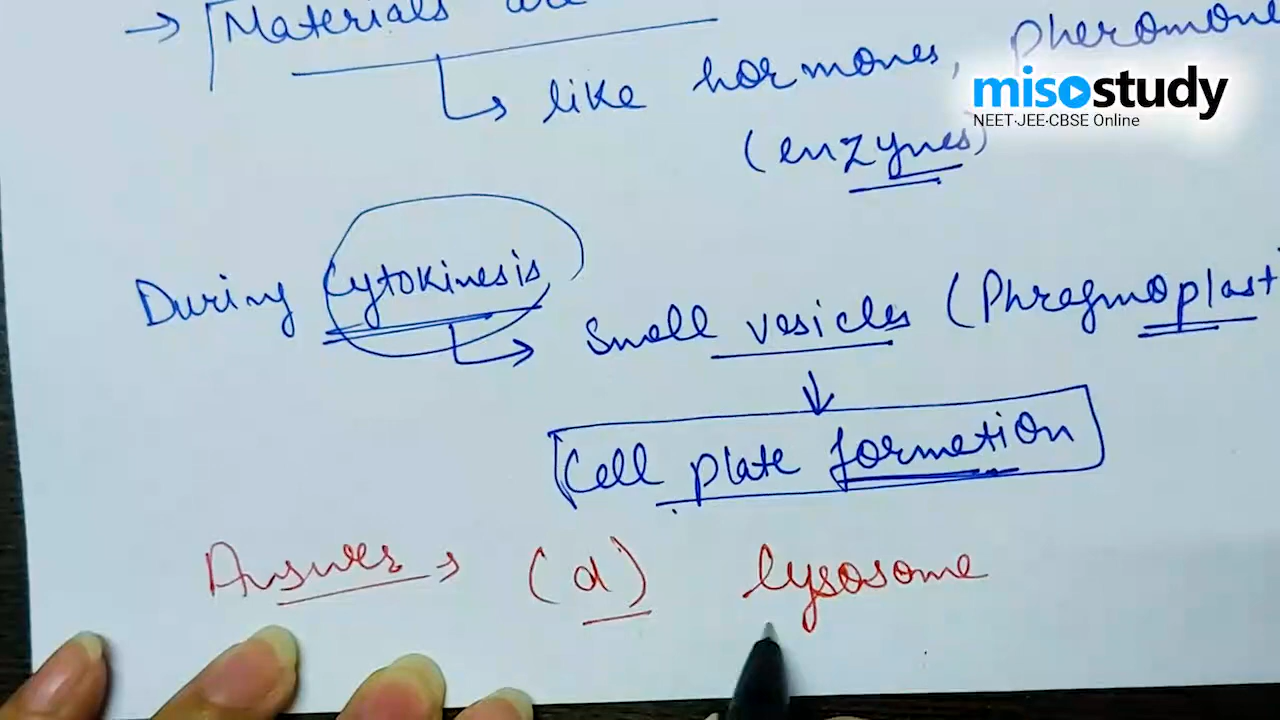 → Materials are
↳ like hormones, pheromone
(enzymes)
misostudy
NEET·JEE·CBSE Online
During Cytokinesis
↳ Small vesicles (Phragmoplast
↓
Cell plate formation
Answer → (d) lysosome